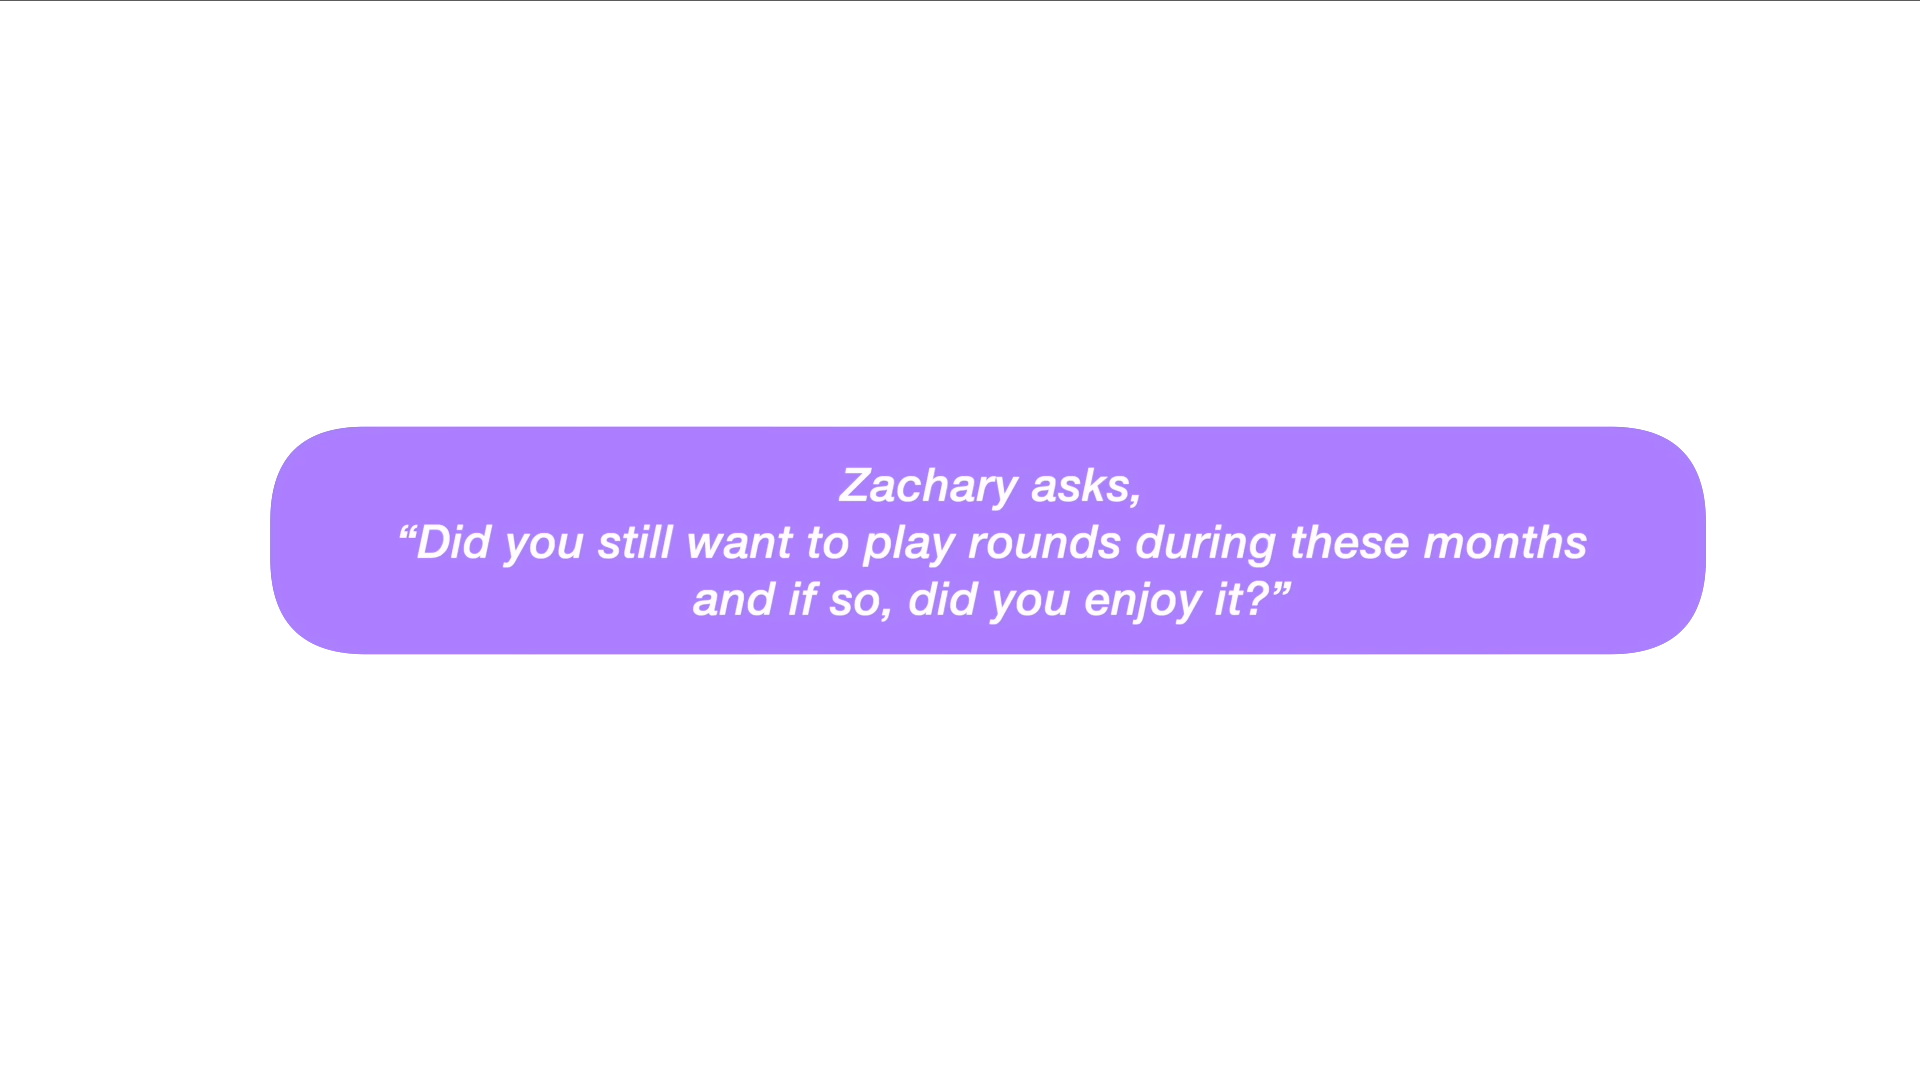 Zachary asks,
“Did you still want to play rounds during these months
and if so, did you enjoy it?”